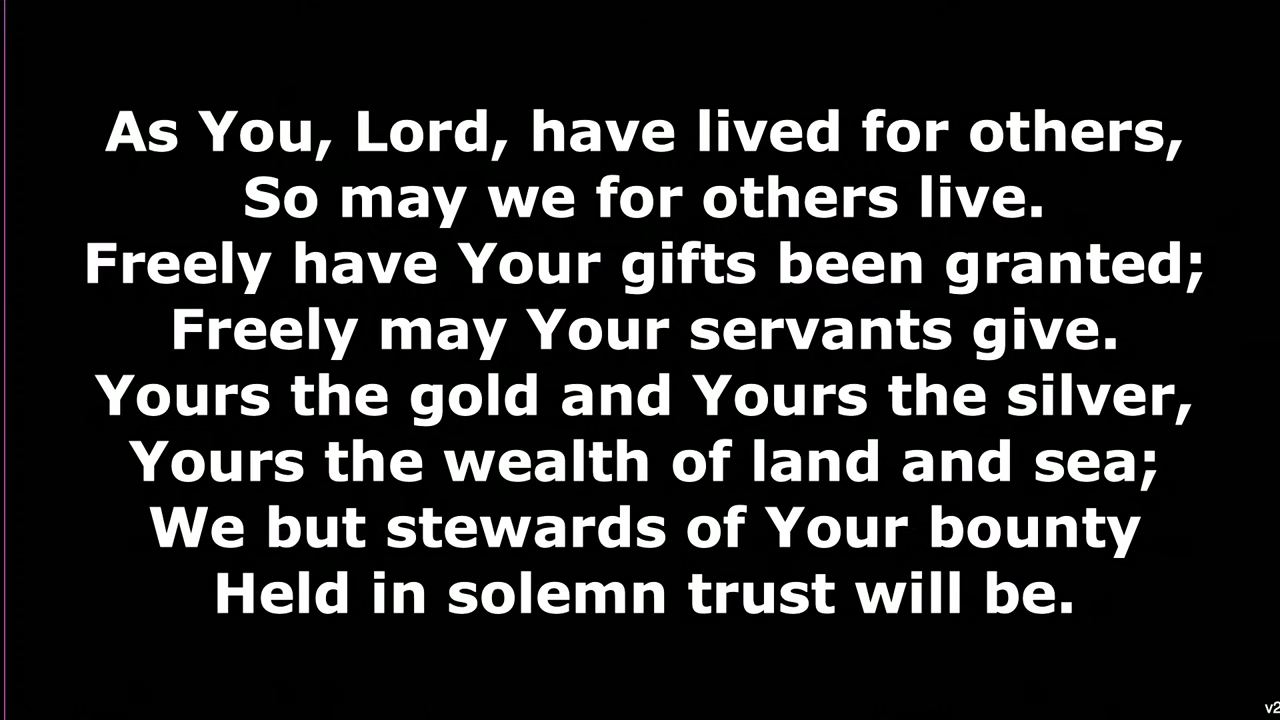 As You, Lord, have lived for others,
So may we for others live.
Freely have Your gifts been granted;
Freely may Your servants give.
Yours the gold and Yours the silver,
Yours the wealth of land and sea;
We but stewards of Your bounty
Held in solemn trust will be.
v2